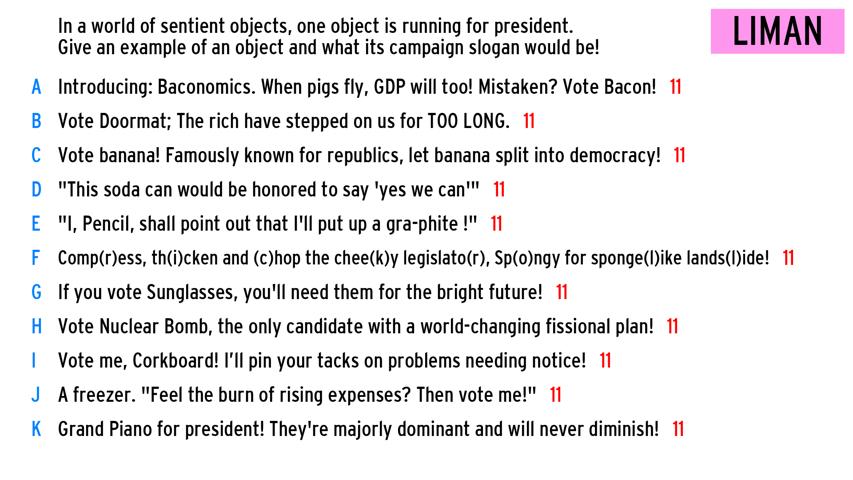 In a world of sentient objects, one object is running for president.
Give an example of an object and what its campaign slogan would be!
LIMAN
A Introducing: Baconomics. When pigs fly, GDP will too! Mistaken? Vote Bacon! 11
B Vote Doormat; The rich have stepped on us for TOO LONG. 11
C Vote banana! Famously known for republics, let banana split into democracy! 11
D "This soda can would be honored to say 'yes we can'" 11
E "I, Pencil, shall point out that I'll put up a gra-phite !" 11
F Comp(r)ess, th(i)cken and (c)hop the chee(k)y legislato(r), Sp(o)ngy for sponge(l)ike lands(l)ide! 11
G If you vote Sunglasses, you'll need them for the bright future! 11
H Vote Nuclear Bomb, the only candidate with a world-changing fissional plan! 11
I Vote me, Corkboard! I’ll pin your tacks on problems needing notice! 11
J A freezer. "Feel the burn of rising expenses? Then vote me!" 11
K Grand Piano for president! They're majorly dominant and will never diminish! 11